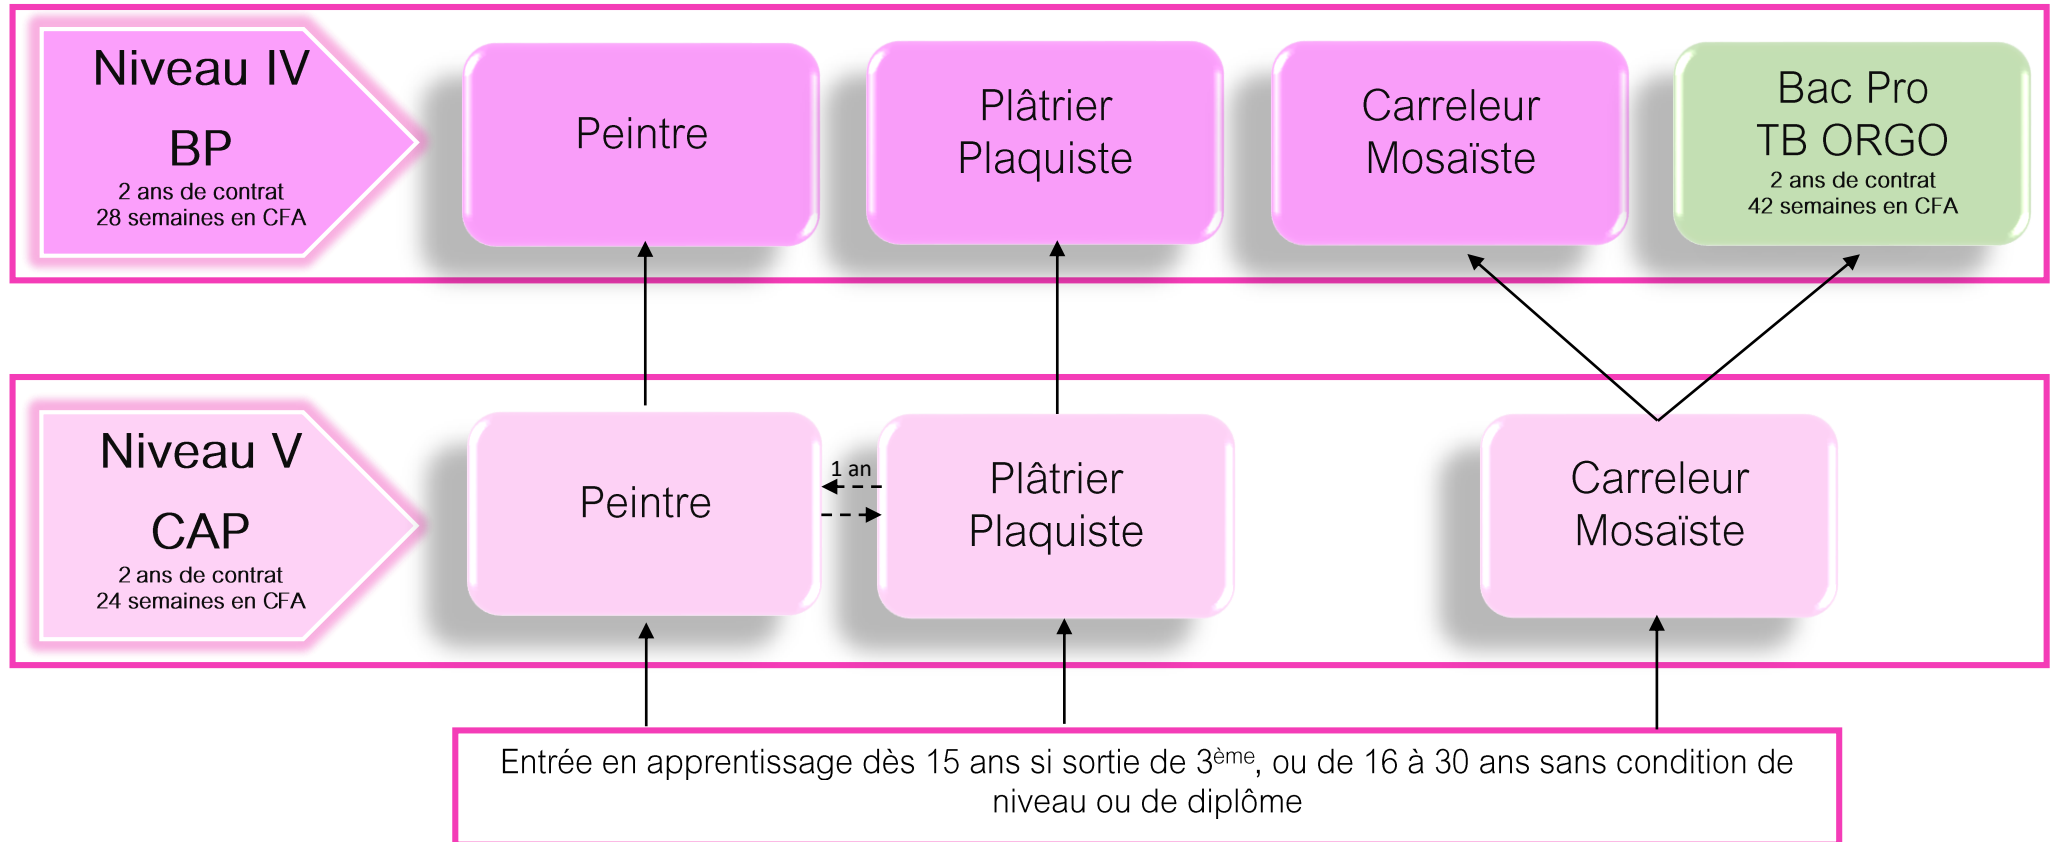 Niveau IV
BP
2 ans de contrat
28 semaines en CFA
Peintre
Plâtrier
Plaquiste
Carreleur
Mosaïste
Bac Pro
TB ORGO
2 ans de contrat
42 semaines en CFA
Niveau V
CAP
2 ans de contrat
24 semaines en CFA
Peintre
1 an
Plâtrier
Plaquiste
Carreleur
Mosaïste
Entrée en apprentissage dès 15 ans si sortie de 3ème, ou de 16 à 30 ans sans condition de
niveau ou de diplôme